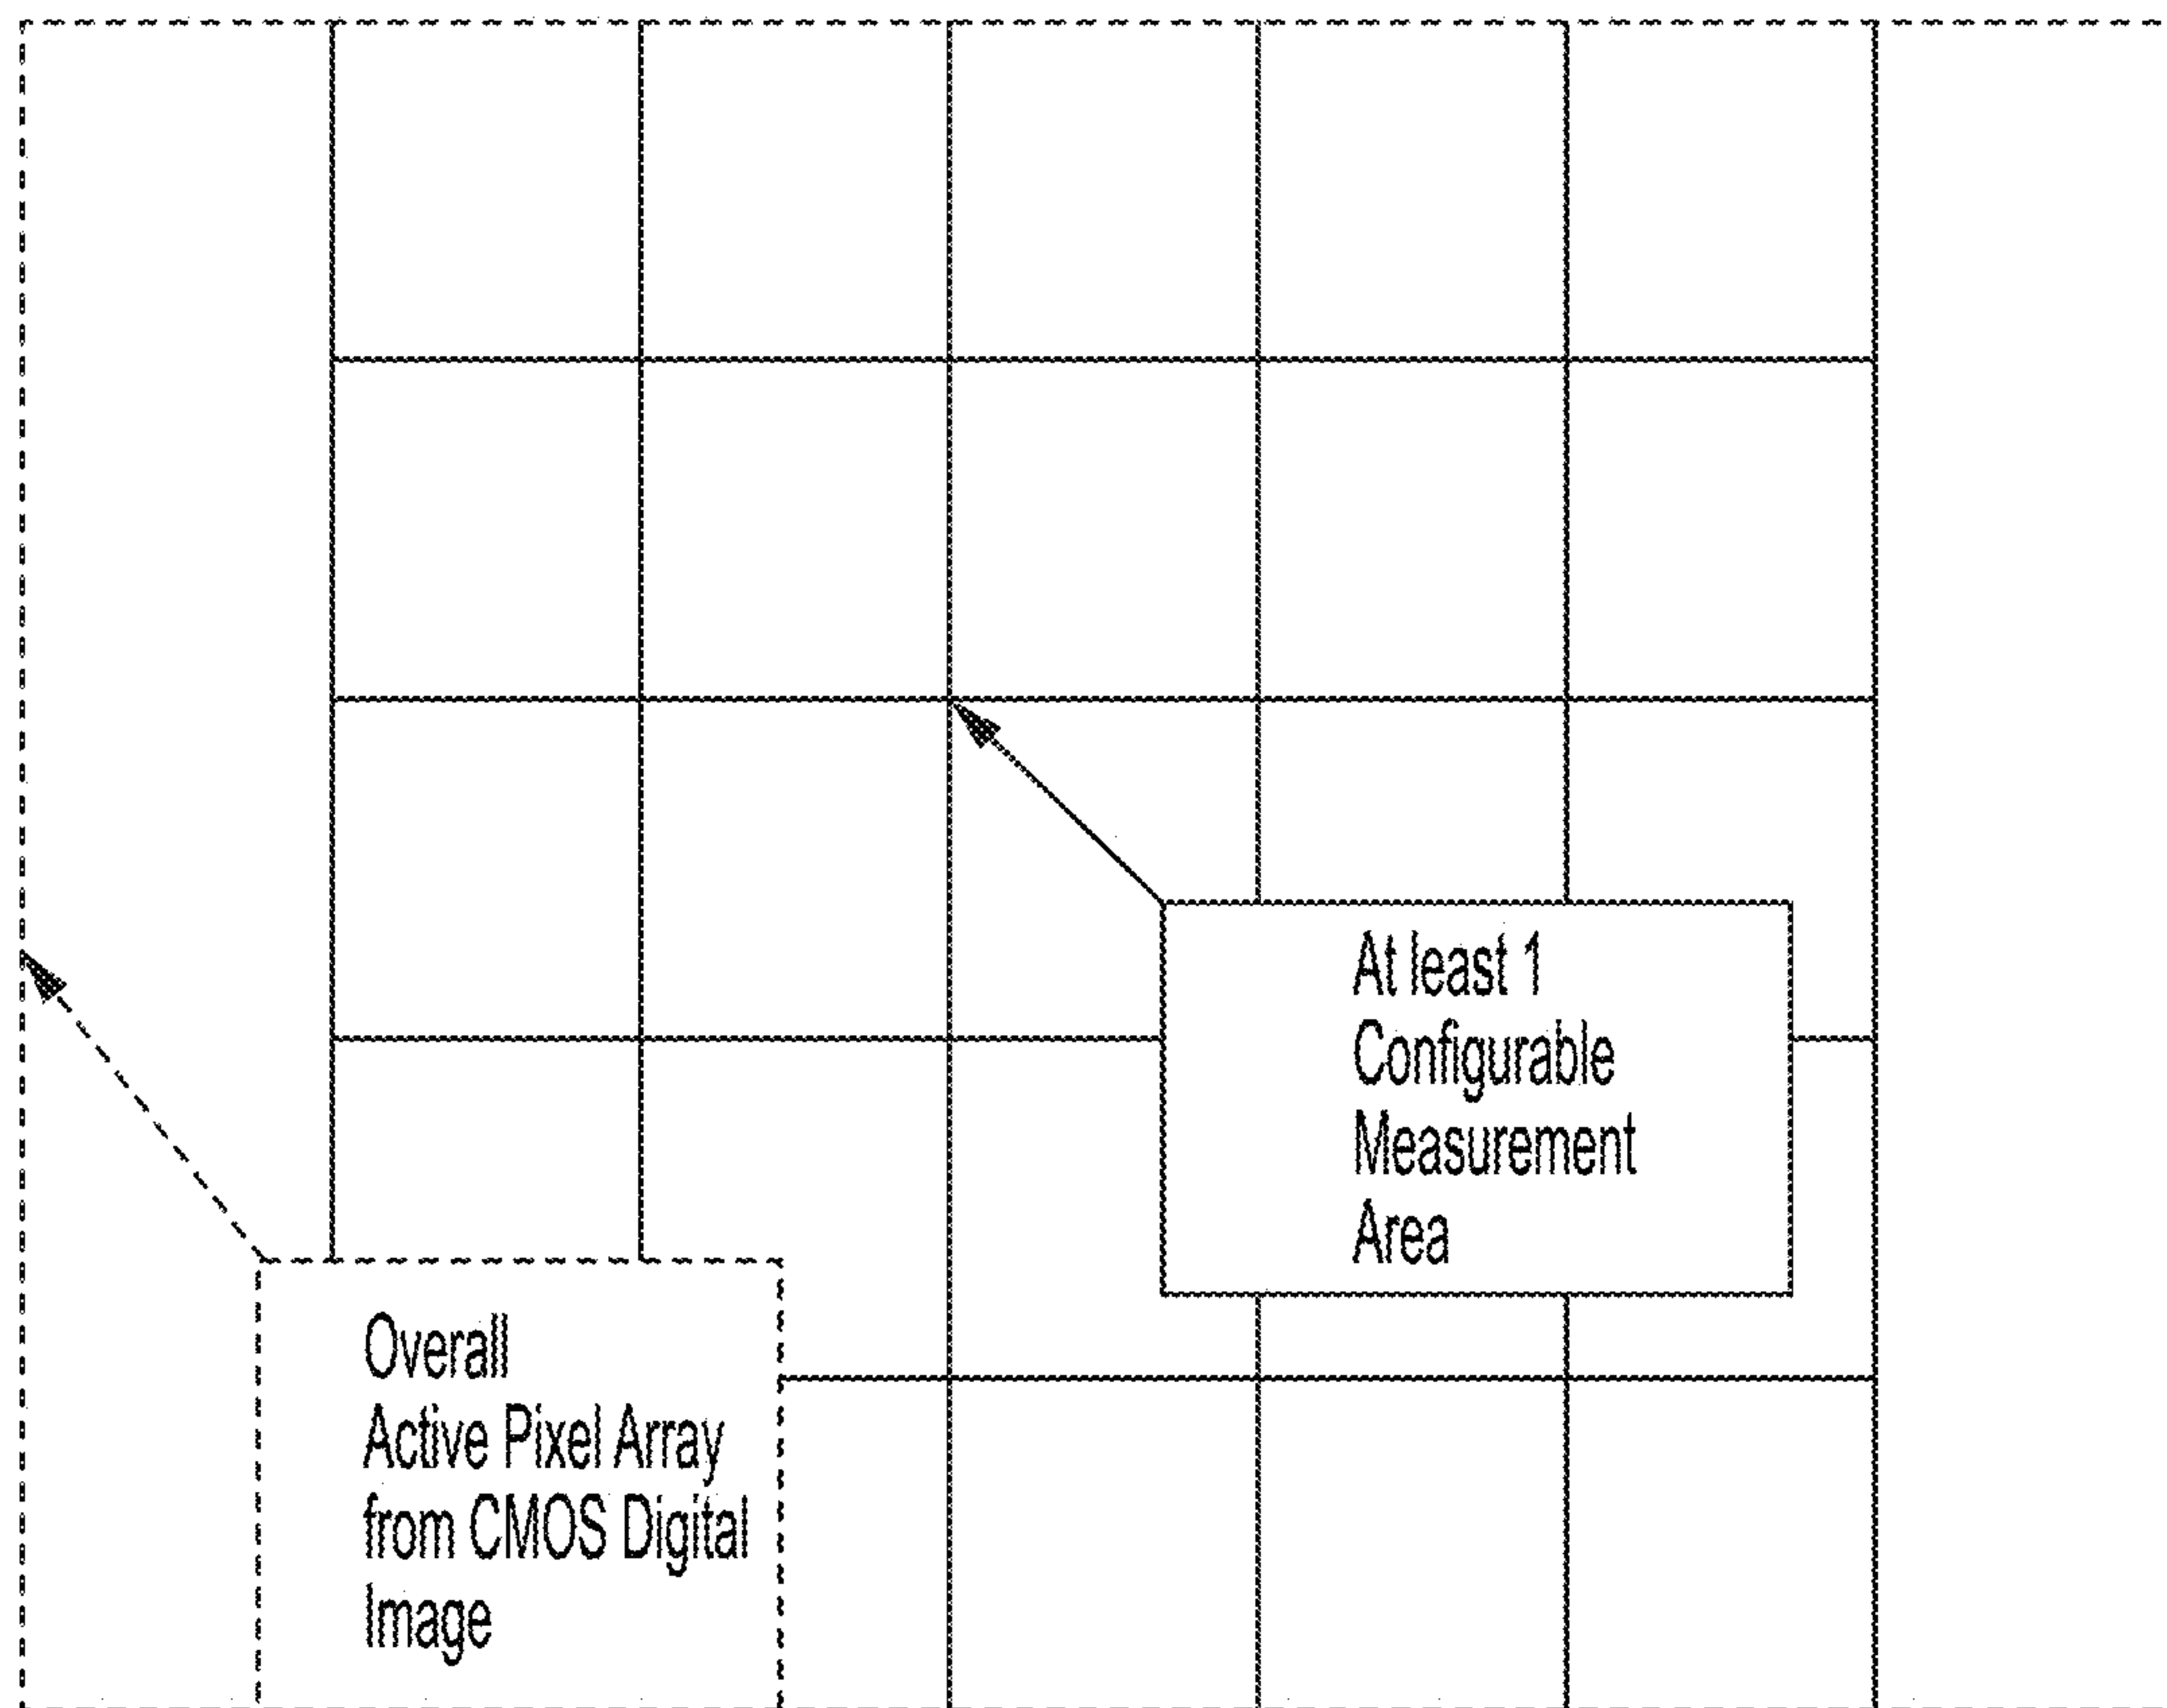 At least 1
Configurable
Measurement
Area
Overall
Active Pixel Array
from CMOS Digital
Image